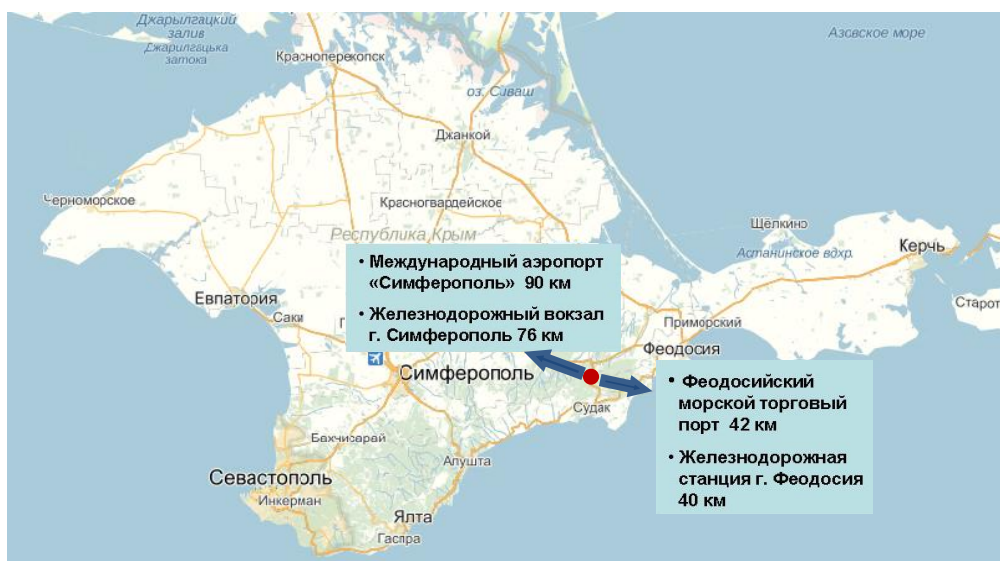 Джарылгацкий
залив
Джарилгацька
затока
Азовское море
Красноперекопск
оз. Сиваш
Джанкой
Черноморское
Красногвардейское
Щёлкино
Республика Крым
Керчь
Астанинское вдхр.
• Международный аэропорт
«Симферополь» 90 км
• Железнодорожный вокзал
г. Симферополь 76 км
Евпатория
Саки
Старот
Приморский
Феодосия
Симферополь
• Феодосийский
морской торговый
порт 42 км
• Железнодорожная
станция г. Феодосия
40 км
Судак
Бахчисарай
Алушта
Севастополь
Инкерман
Ялта
Гаспра